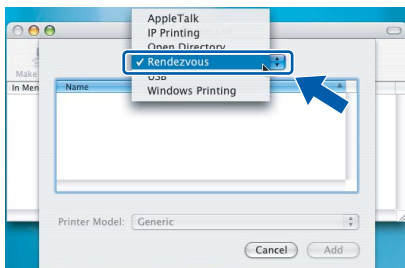 AppleTalk
IP Printing
Open Directory
✓ Rendezvous
USB
Windows Printing
Make
In Men
Name
Printer Model: Generic
Cancel Add